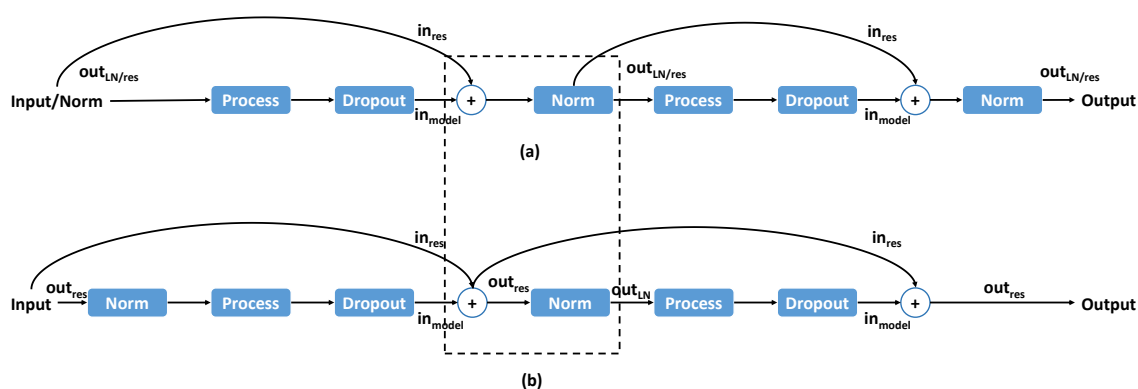 in_res
in_res
out_LN/res
out_LN/res
out_LN/res
Input/Norm
Process
Dropout
+
Norm
Process
Dropout
+
Norm
Output
in_model
in_model
(a)
in_res
in_res
out_res
out_res
out_LN
out_res
Input
Norm
Process
Dropout
+
Norm
Process
Dropout
+
Output
in_model
in_model
(b)